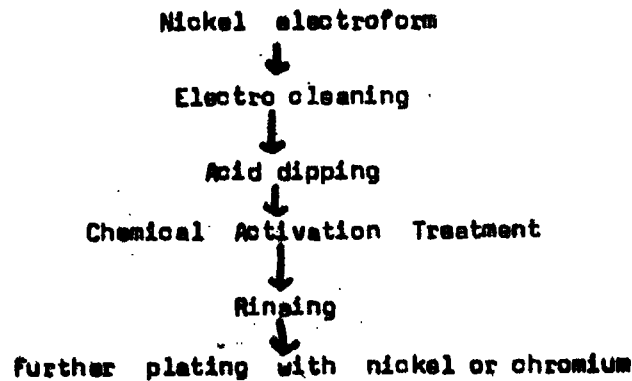 Nickel electroform
Electro cleaning
Acid dipping
Chemical Activation Treatment
Rinsing
further plating with nickel or chromium